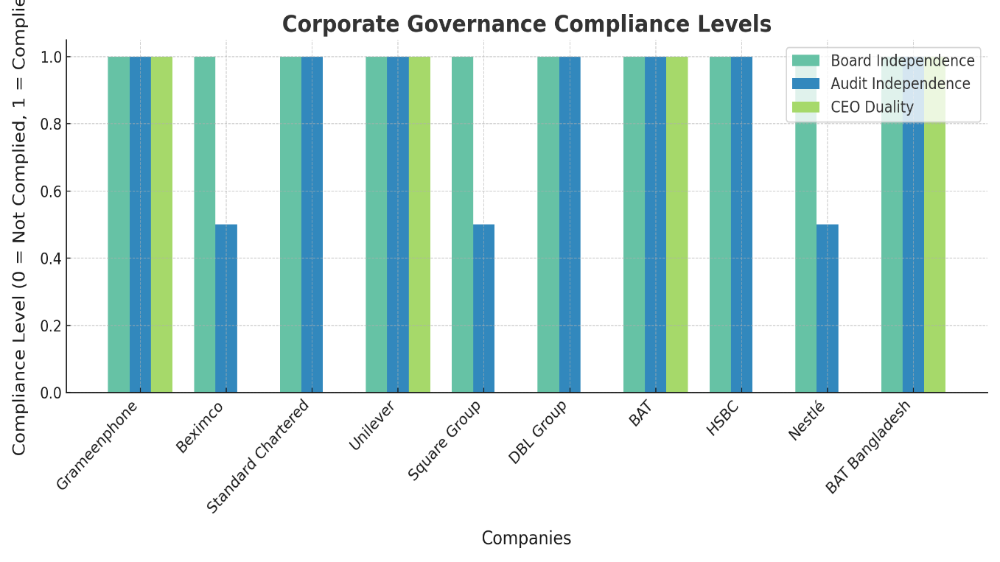 Corporate Governance Compliance Levels
Compliance Level (0 = Not Complied, 1 = Complie
1.0
0.8
0.6
0.4
0.2
0.0
Board Independence
Audit Independence
CEO Duality
Grameenphone
Beximco
Standard Chartered
Unilever
Square Group
DBL Group
BAT
HSBC
Nestlé
BAT Bangladesh
Companies